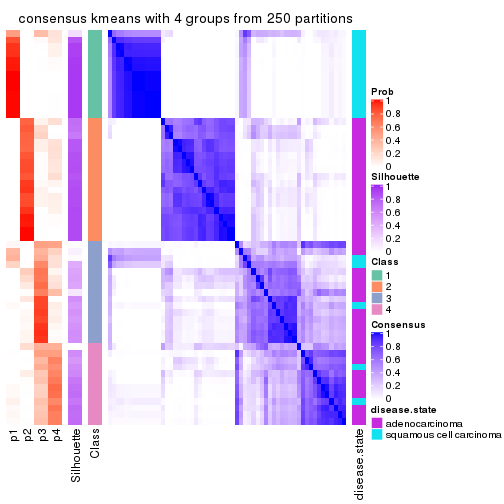 consensus kmeans with 4 groups from 250 partitions
Prob
1
0.8
0.6
0.4
0.2
0
Silhouette
1
0.8
0.6
0.4
0.2
0
Class
1
2
3
4
Consensus
1
0.8
0.6
0.4
0.2
0
disease.state
adenocarcinoma
squamous cell carcinoma
p1
p2
p3
p4
Silhouette
Class
disease.state